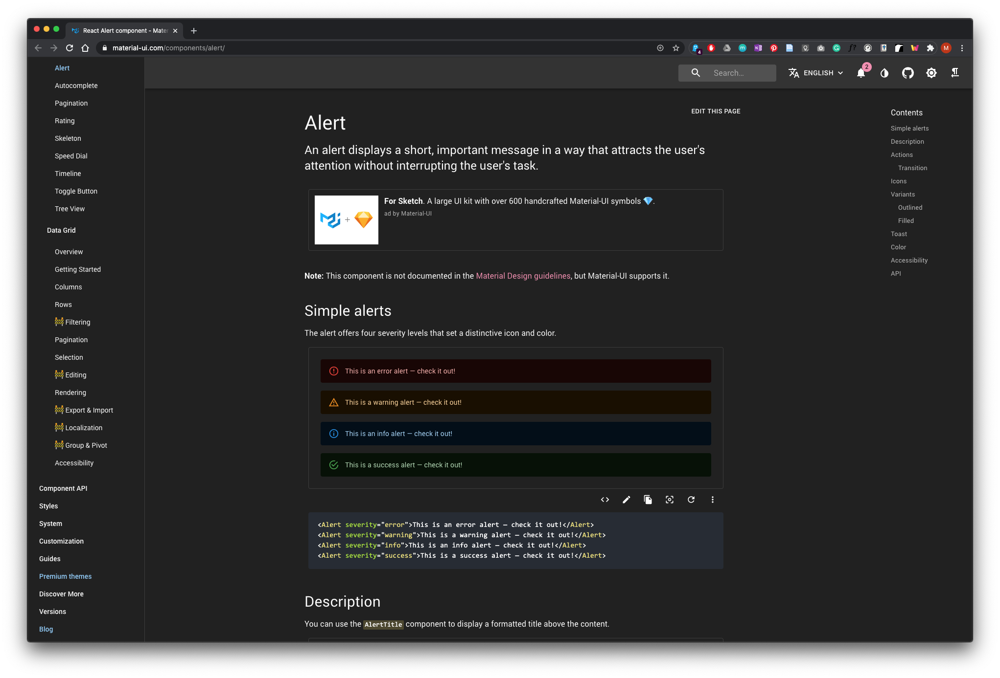 React Alert component - Mater
material-ui.com/components/alert/
4
M
Alert
Autocomplete
Pagination
Rating
Skeleton
Speed Dial
Timeline
Toggle Button
Tree View
Data Grid
Overview
Getting Started
Columns
Rows
🚧 Filtering
Pagination
Selection
🚧 Editing
Rendering
🚧 Export & Import
🚧 Localization
🚧 Group & Pivot
Accessibility
Component API
Styles
System
Customization
Guides
Premium themes
Discover More
Versions
Blog
Search…
ENGLISH
2
EDIT THIS PAGE
Alert
An alert displays a short, important message in a way that attracts the user's
attention without interrupting the user's task.
For Sketch. A large UI kit with over 600 handcrafted Material-UI symbols 💎.
ad by Material-UI
Note: This component is not documented in the Material Design guidelines, but Material-UI supports it.
Simple alerts
The alert offers four severity levels that set a distinctive icon and color.
This is an error alert — check it out!
This is a warning alert — check it out!
This is an info alert — check it out!
This is a success alert — check it out!
<Alert severity="error">This is an error alert — check it out!</Alert>
<Alert severity="warning">This is a warning alert — check it out!</Alert>
<Alert severity="info">This is an info alert — check it out!</Alert>
<Alert severity="success">This is a success alert — check it out!</Alert>
Description
You can use the AlertTitle component to display a formatted title above the content.
Contents
Simple alerts
Description
Actions
Transition
Icons
Variants
Outlined
Filled
Toast
Color
Accessibility
API